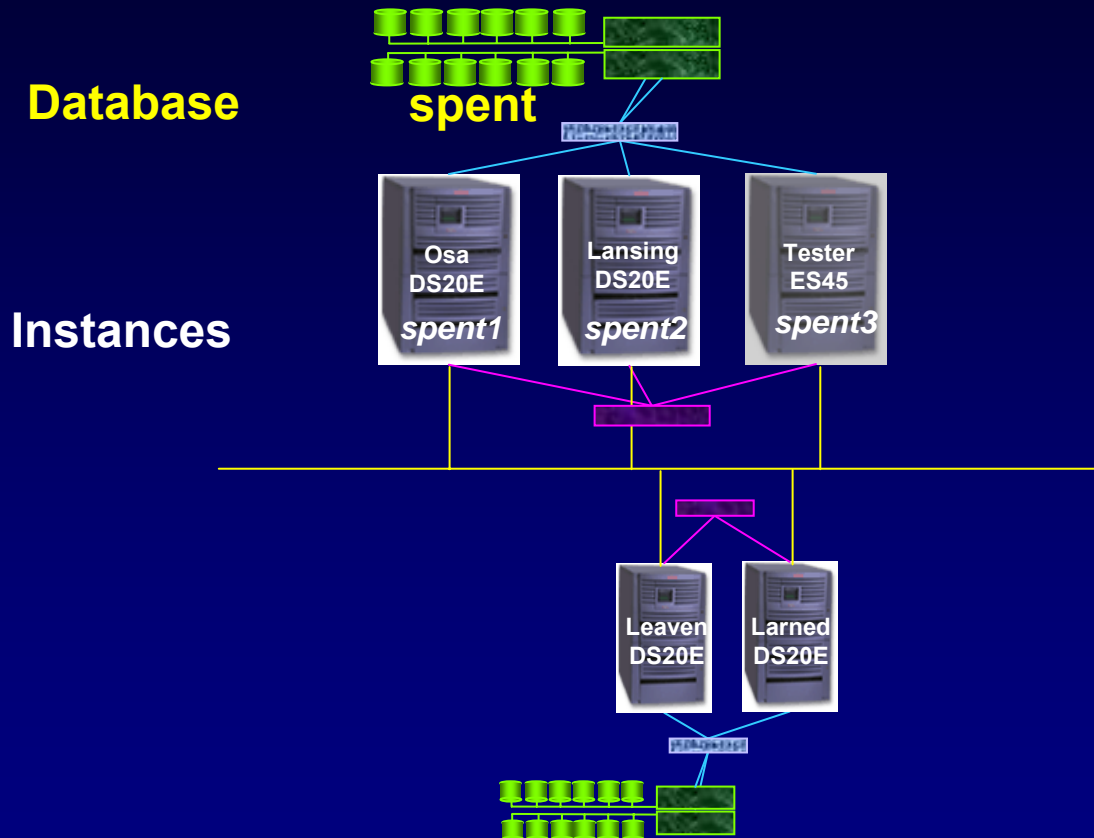 Database
spent
Osa
DS20E
spent1
Lansing
DS20E
spent2
Tester
ES45
spent3
Instances
Leaven
DS20E
Larned
DS20E